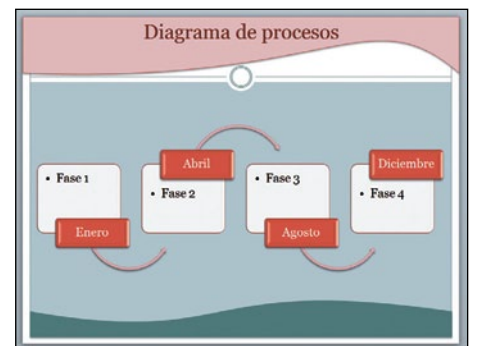 Diagrama de procesos
• Fase 1
Enero
Abril
• Fase 2
• Fase 3
Agosto
Diciembre
• Fase 4